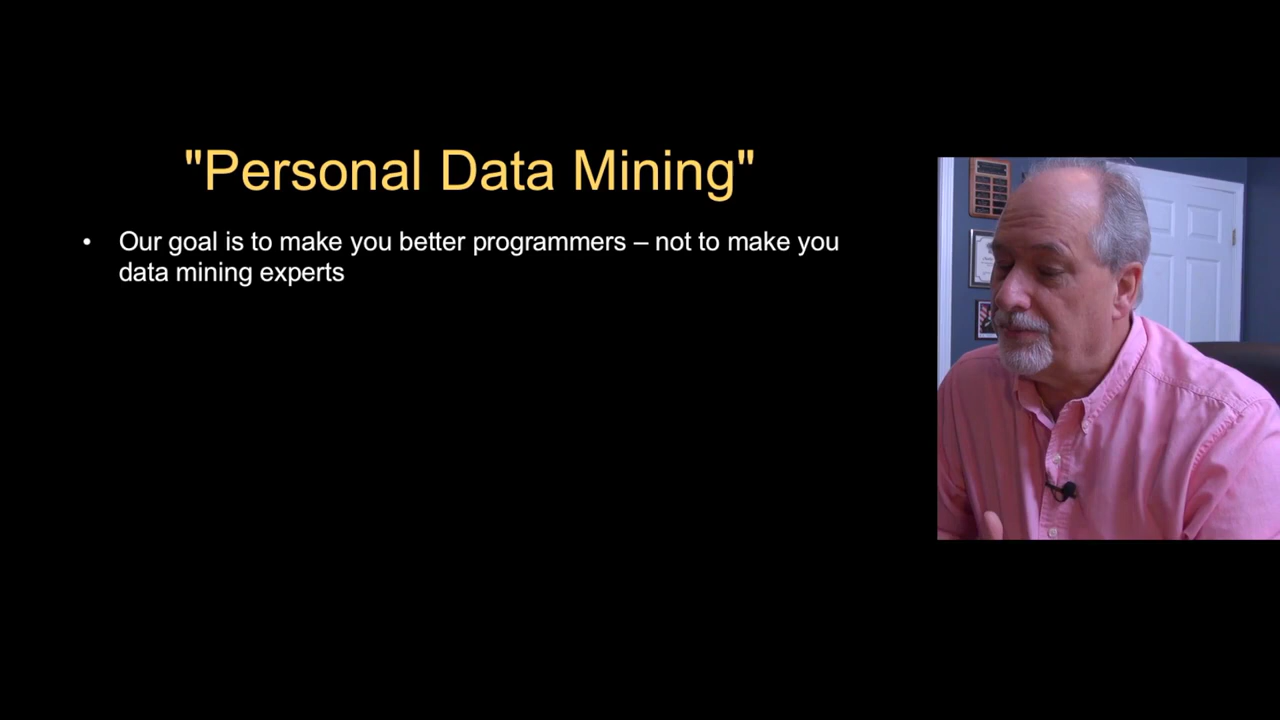 "Personal Data Mining"
• Our goal is to make you better programmers – not to make you
data mining experts